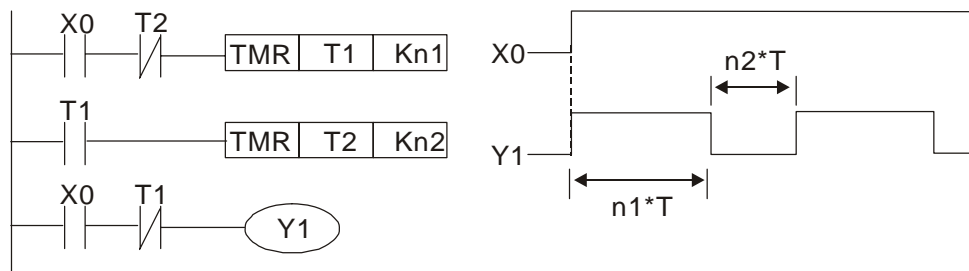 X0 T2
TMR T1 Kn1
T1
TMR T2 Kn2
X0 T1
Y1
X0
n2*T
Y1
n1*T